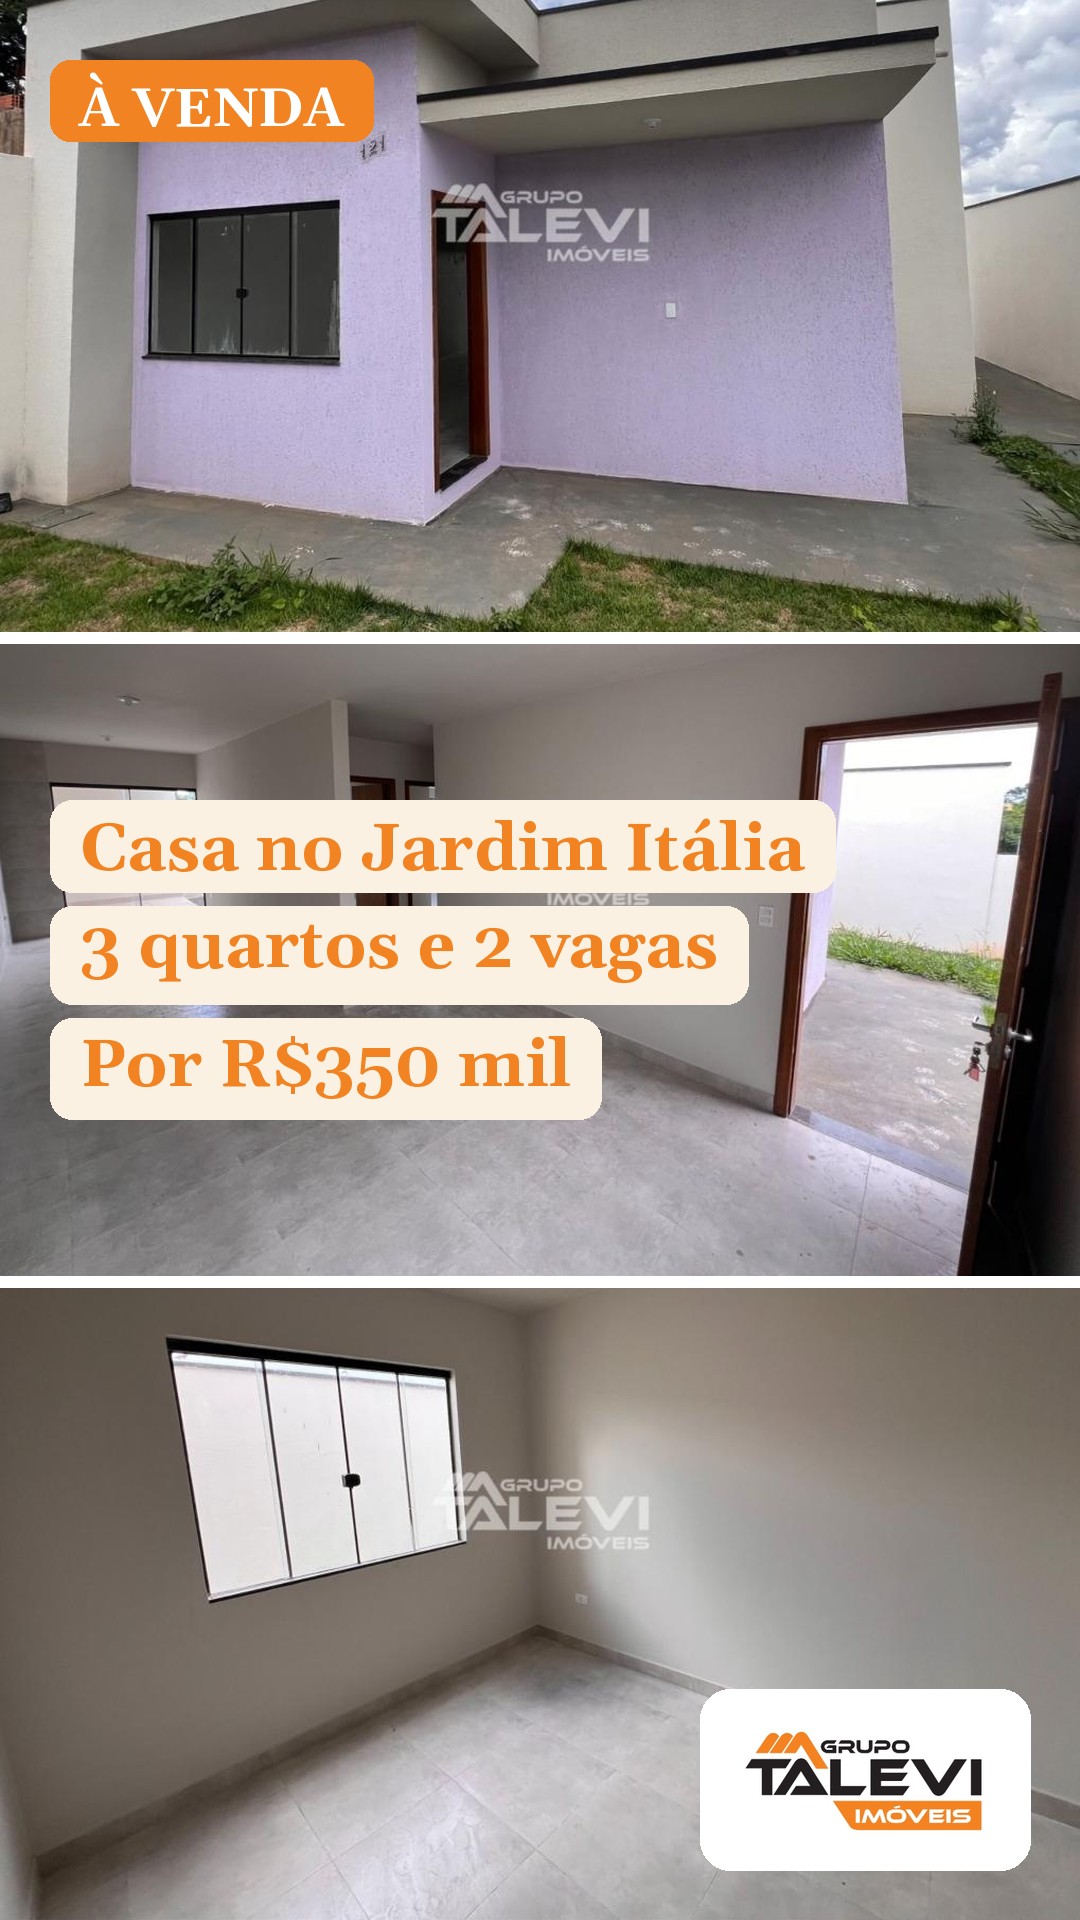 À VENDA
121
GRUPO
TALEVI
IMÓVEIS
Casa no Jardim Itália
IMÓVEIS
3 quartos e 2 vagas
Por R$350 mil
GRUPO
TALEVI
IMÓVEIS
GRUPO
TALEVI
IMÓVEIS